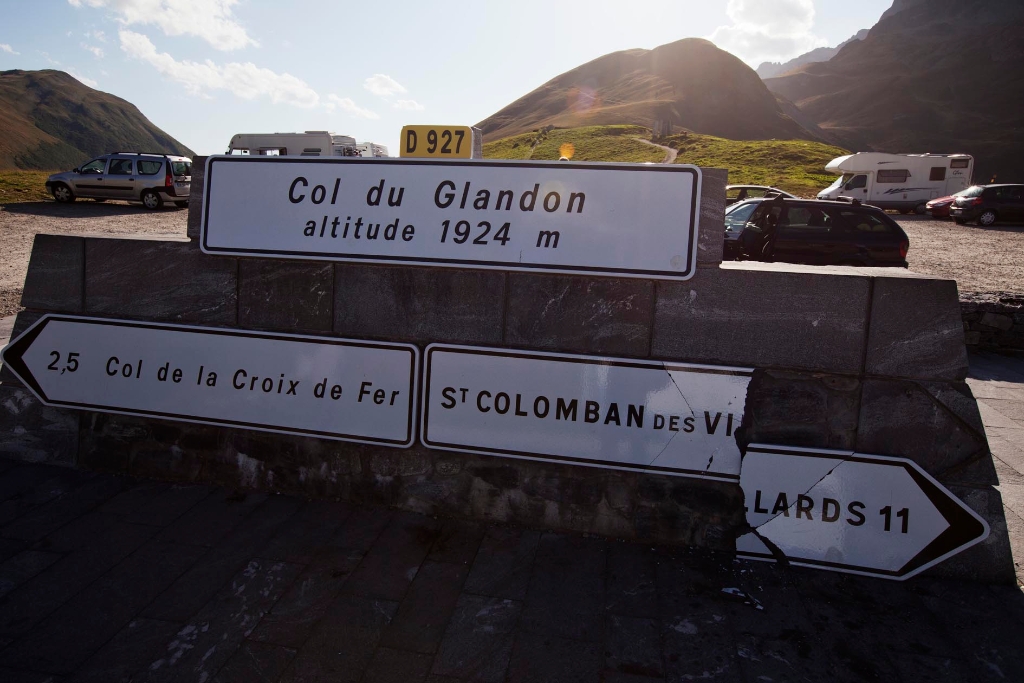 D 927
Col du Glandon
altitude 1924 m
2,5 Col de la Croix de Fer
ST COLOMBAN DES VI
LLARDS 11